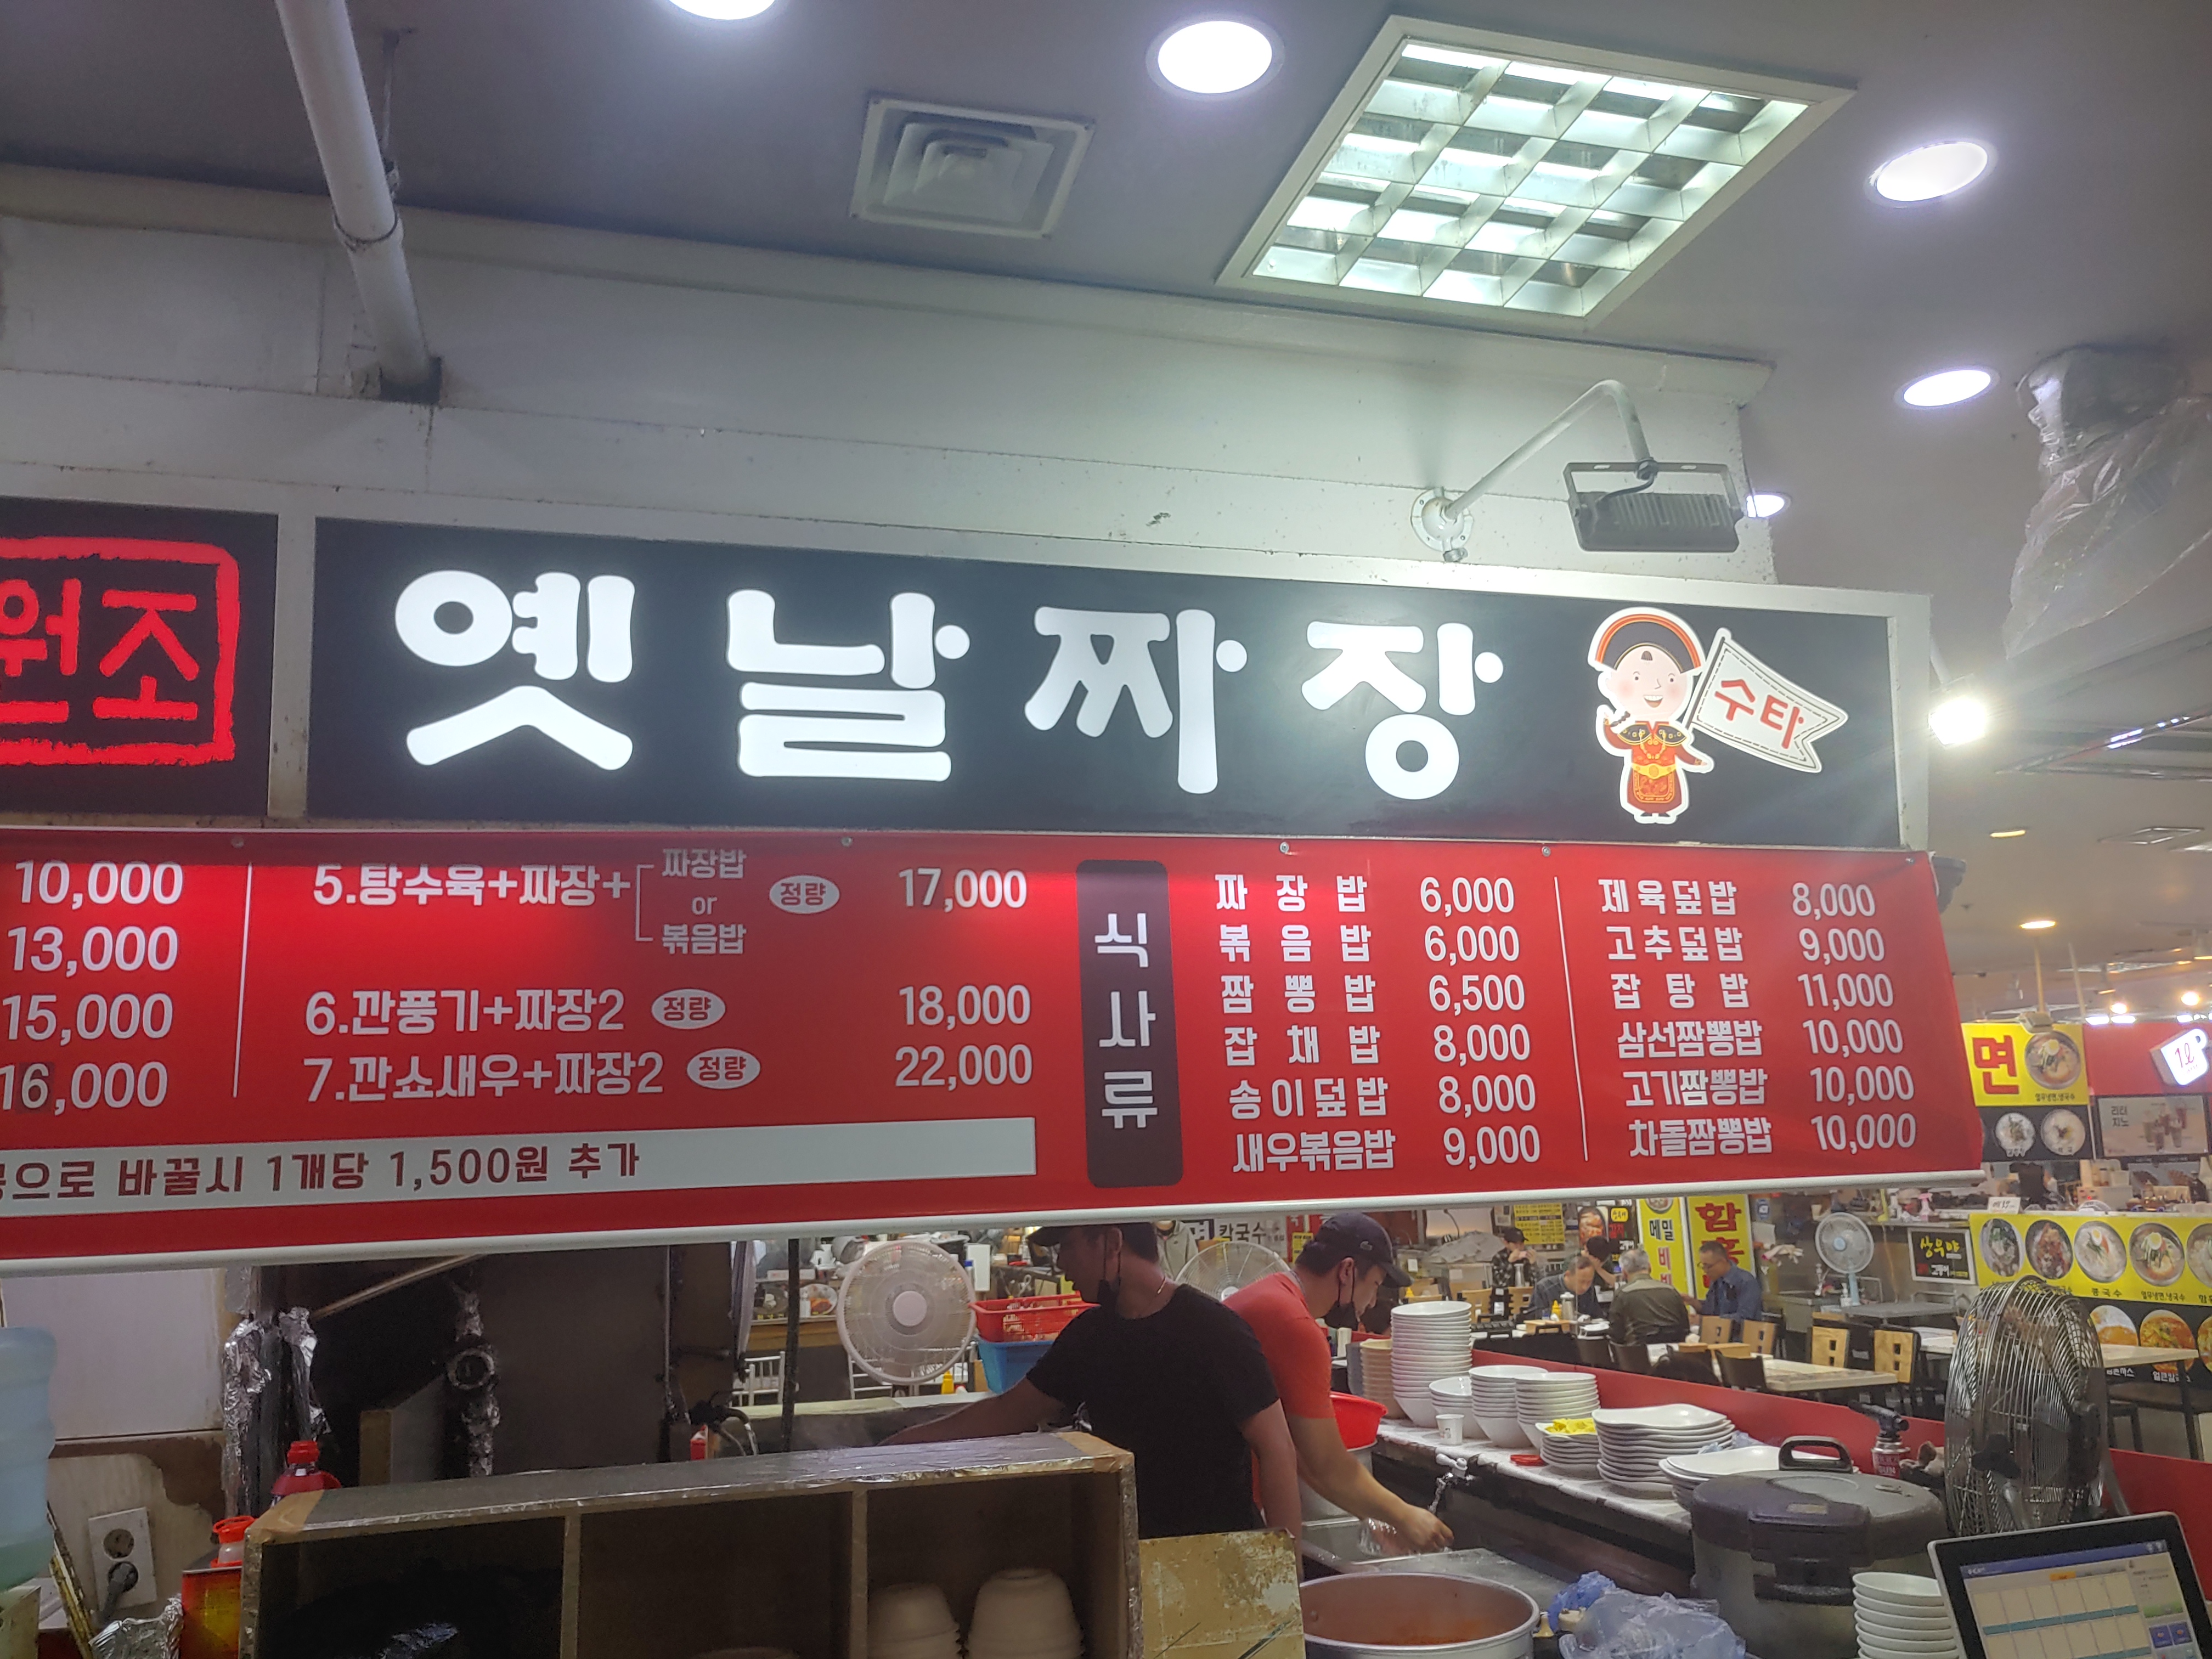 원조
옛날짜장
수타
10,000
13,000
15,000
16,000
5.탕수육+짜장+ 짜장밥 or 볶음밥 정량 17,000
6.깐풍기+짜장2 정량 18,000
7.깐쇼새우+짜장2 정량 22,000
으로 바꿀시 1개당 1,500원 추가
식사류
짜장밥 6,000
볶음밥 6,000
짬뽕밥 6,500
잡채밥 8,000
송이덮밥 8,000
새우볶음밥 9,000
제육덮밥 8,000
고추덮밥 9,000
잡탕밥 11,000
삼선짬뽕밥 10,000
고기짬뽕밥 10,000
차돌짬뽕밥 10,000
면
칼국수
메밀